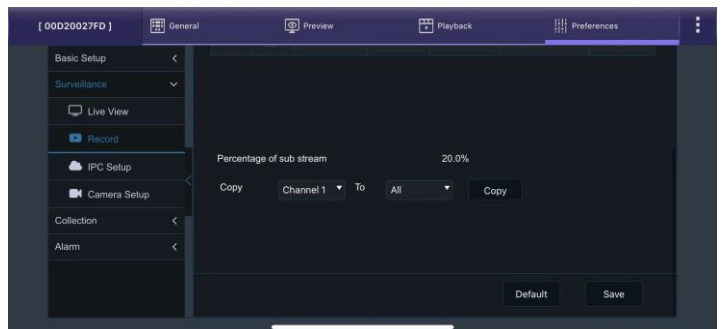 [ 00D20027FD ] General Preview Playback Preferences
Basic Setup
Surveillance
Live View
Record
IPC Setup
Camera Setup
Collection
Alarm
Percentage of sub stream 20.0%
Copy Channel 1 To All Copy
Default Save